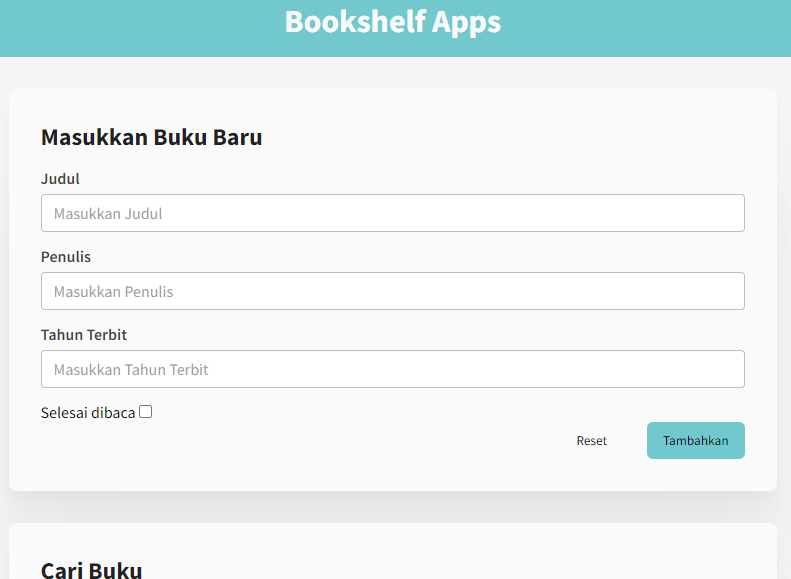 Bookshelf Apps
Masukkan Buku Baru
Judul
Masukkan Judul
Penulis
Masukkan Penulis
Tahun Terbit
Masukkan Tahun Terbit
Selesai dibaca
Reset
Tambahkan
Cari Buku